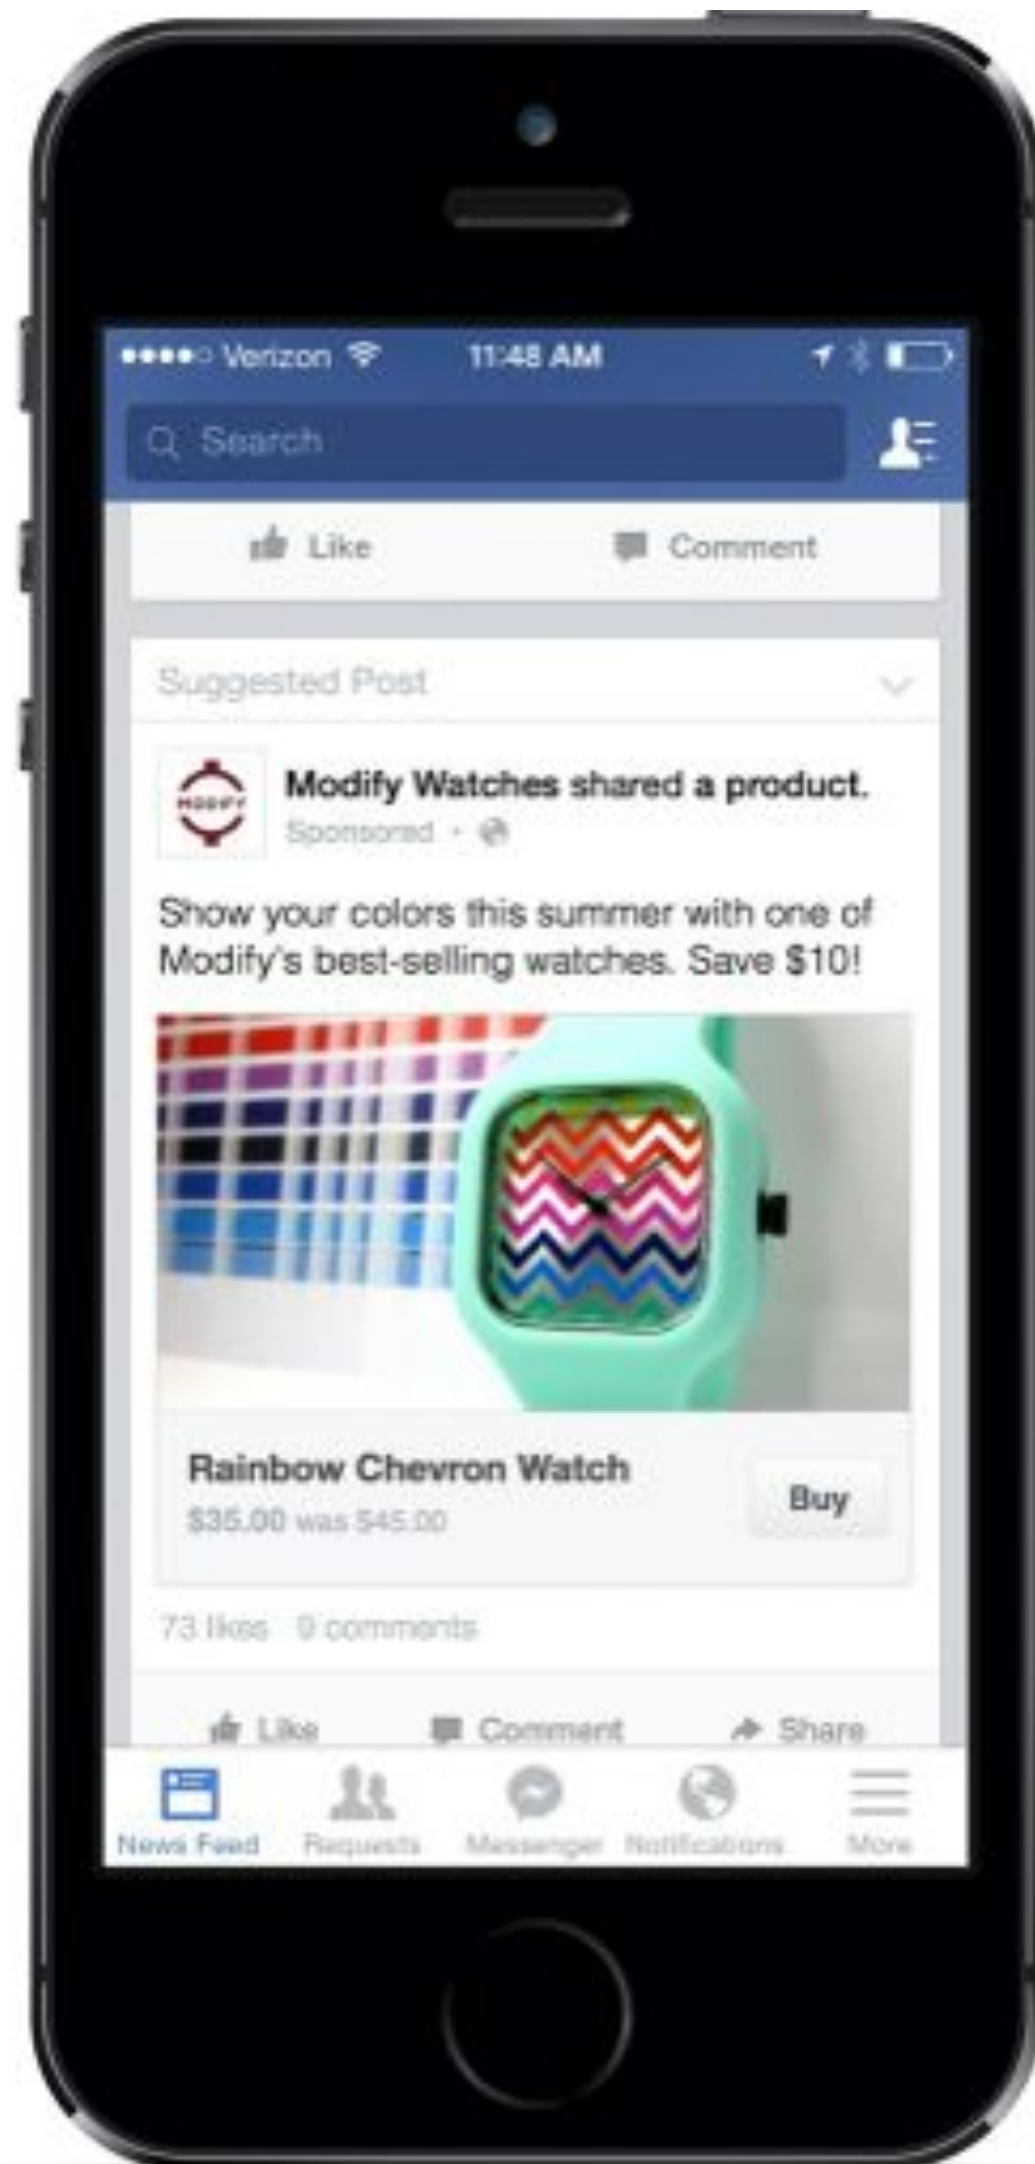 Verizon 11:48 AM
Search
Like Comment
Suggested Post
MODIFY
Modify Watches shared a product.
Sponsored
Show your colors this summer with one of
Modify's best-selling watches. Save $10!
Rainbow Chevron Watch
$35.00 was $45.00
Buy
73 likes 9 comments
Like Comment Share
News Feed Requests Messenger Notifications More